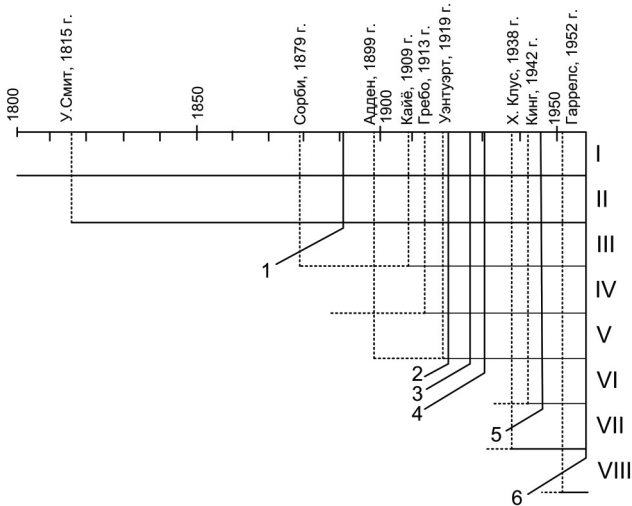 1800
У.Смит, 1815 г.
1850
Сорби, 1879 г.
Адден, 1899 г.
1900
Кайё, 1909 г.
Гребо, 1913 г.
Уэнтуэрт, 1919 г.
Х. Клус, 1938 г.
Кинг, 1942 г.
1950
Гаррелс, 1952 г.
I
II
III
1
IV
V
2
3
4
VI
5
VII
6
VIII